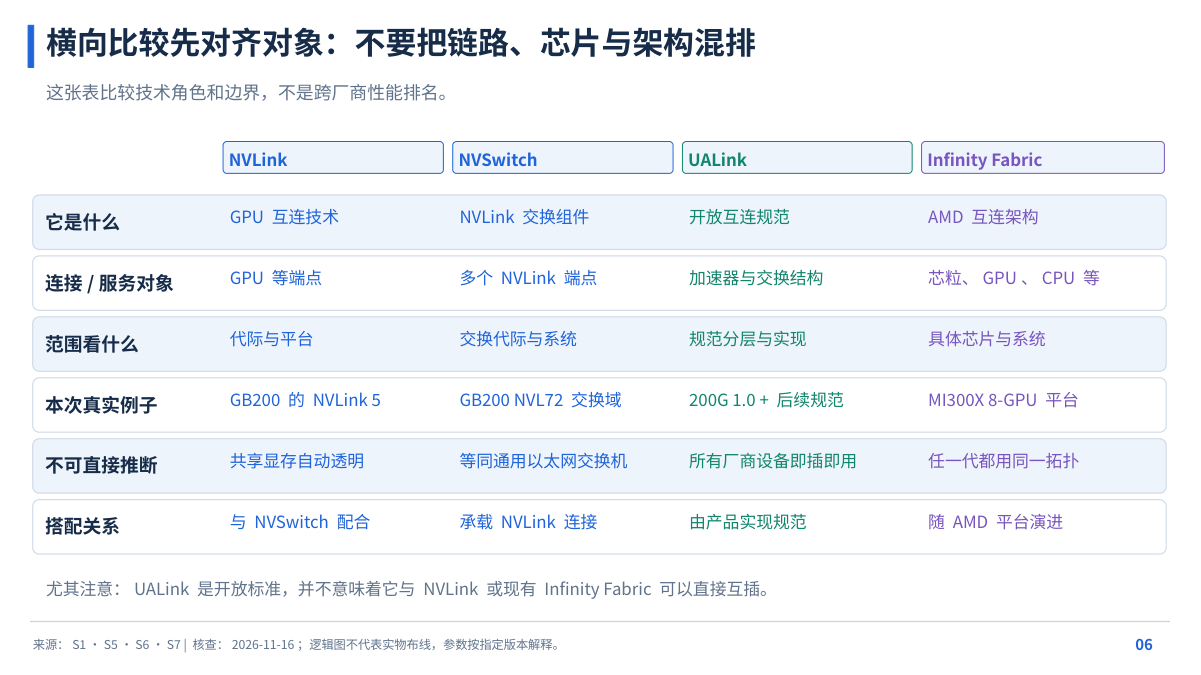 横向比较先对齐对象：不要把链路、芯片与架构混排
这张表比较技术角色和边界，不是跨厂商性能排名。
NVLink NVSwitch UALink Infinity Fabric
它是什么 GPU 互连技术 NVLink 交换组件 开放互连规范 AMD 互连架构
连接 / 服务对象 GPU 等端点 多个 NVLink 端点 加速器与交换结构 芯粒、 GPU 、 CPU 等
范围看什么 代际与平台 交换代际与系统 规范分层与实现 具体芯片与系统
本次真实例子 GB200 的 NVLink 5 GB200 NVL72 交换域 200G 1.0 + 后续规范 MI300X 8-GPU 平台
不可直接推断 共享显存自动透明 等同通用以太网交换机 所有厂商设备即插即用 任一代都用同一拓扑
搭配关系 与 NVSwitch 配合 承载 NVLink 连接 由产品实现规范 随 AMD 平台演进
尤其注意： UALink 是开放标准，并不意味着它与 NVLink 或现有 Infinity Fabric 可以直接互插。
来源： S1 · S5 · S6 · S7 | 核查： 2026-11-16 ；逻辑图不代表实物布线，参数按指定版本解释。
06